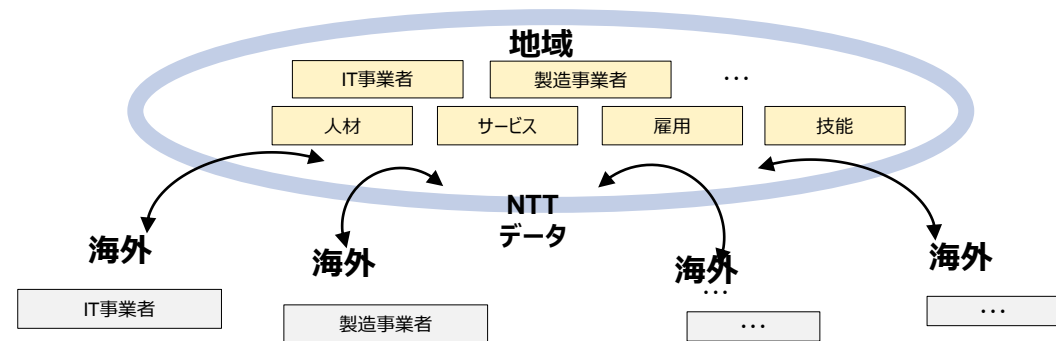 地域
IT事業者
製造事業者
…
人材
サービス
雇用
技能
NTT
データ
海外
海外
海外
海外
…
IT事業者
製造事業者
…
…